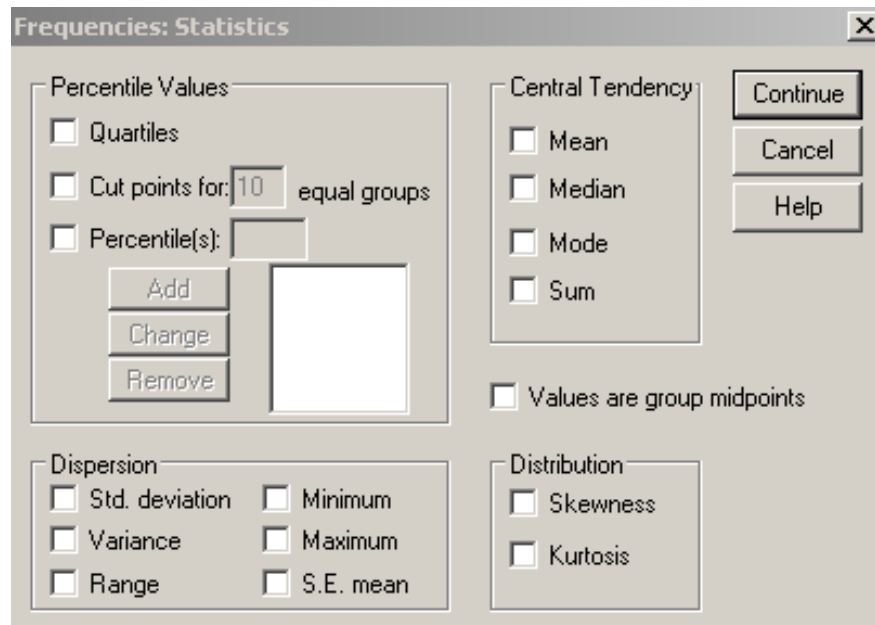 Frequencies: Statistics
Percentile Values
Quartiles
Cut points for: 10 equal groups
Percentile(s):
Add
Change
Remove
Central Tendency
Mean
Median
Mode
Sum
Continue
Cancel
Help
Values are group midpoints
Dispersion
Std. deviation Minimum
Variance Maximum
Range S.E. mean
Distribution
Skewness
Kurtosis